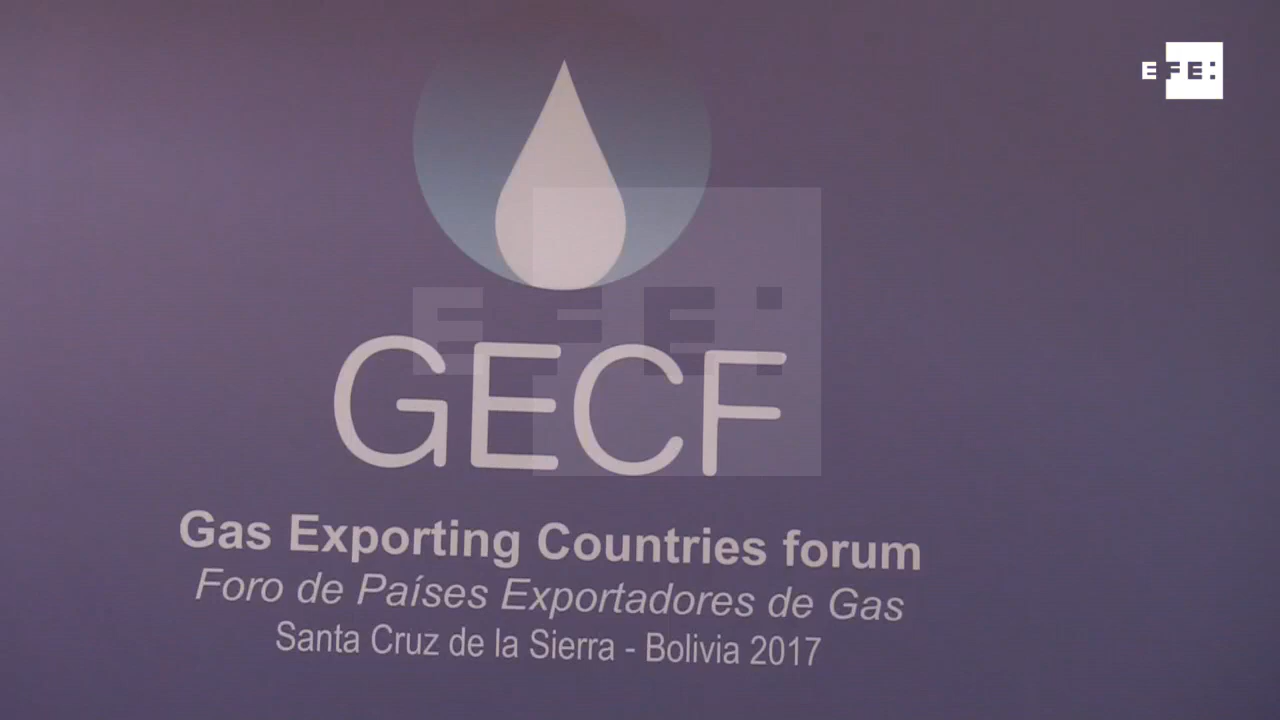 EFE:
EFE:
GECF
Gas Exporting Countries forum
Foro de Países Exportadores de Gas
Santa Cruz de la Sierra - Bolivia 2017